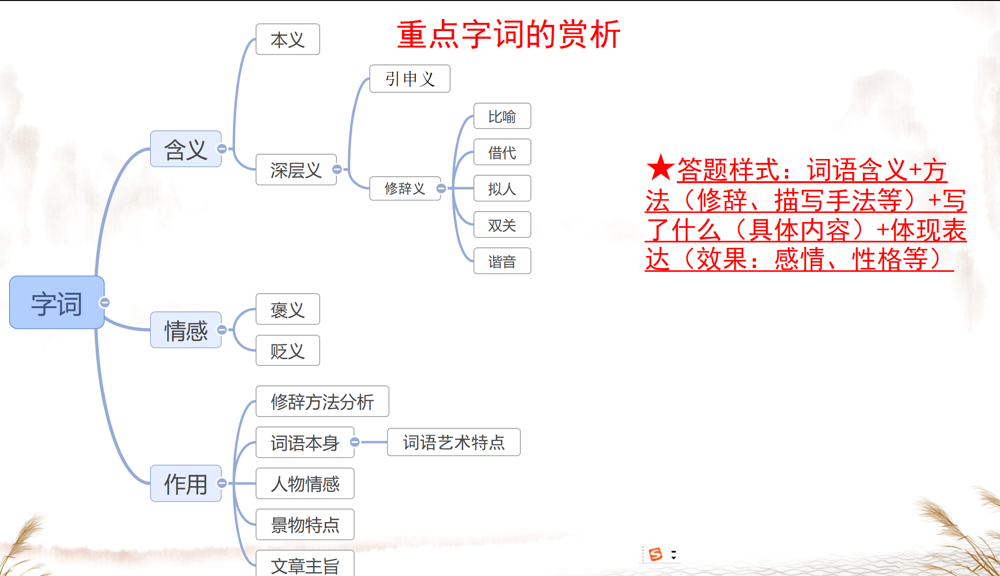 重点字词的赏析
字词
含义
本义
深层义
引申义
修辞义
比喻
借代
拟人
双关
谐音
情感
褒义
贬义
作用
修辞方法分析
词语本身
词语艺术特点
人物情感
景物特点
文章主旨
★答题样式：词语含义+方
法（修辞、描写手法等）+写
了什么（具体内容）+体现表
达（效果：感情、性格等）
S